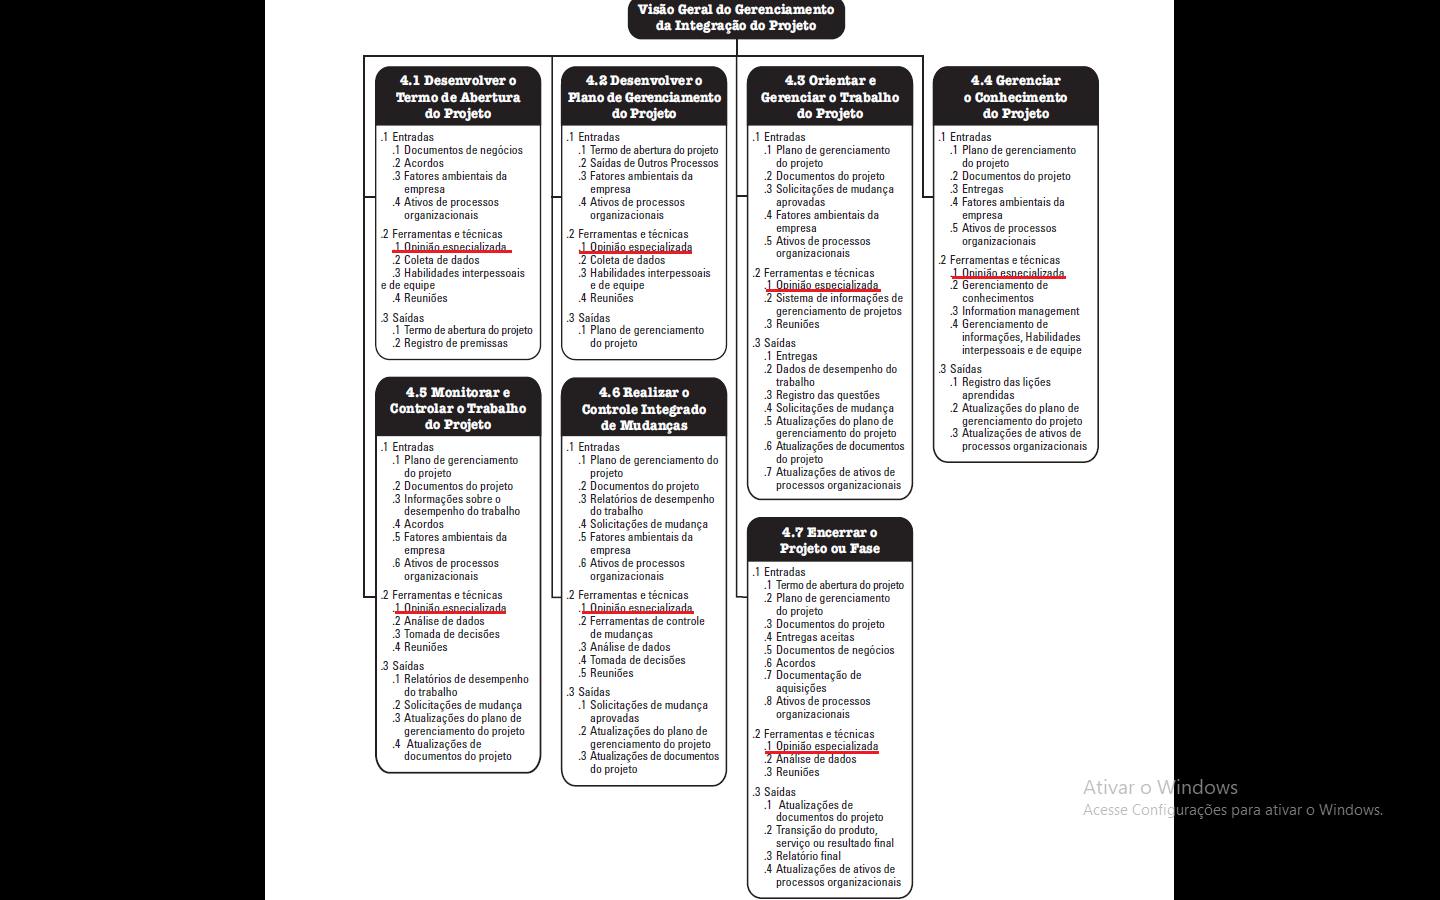 Visão Geral do Gerenciamento
da Integração do Projeto
4.1 Desenvolver o
Termo de Abertura
do Projeto
.1 Entradas
.1 Documentos de negócios
.2 Acordos
.3 Fatores ambientais da
empresa
.4 Ativos de processos
organizacionais
.2 Ferramentas e técnicas
.1 Opinião especializada
.2 Coleta de dados
.3 Habilidades interpessoais
e de equipe
.4 Reuniões
.3 Saídas
.1 Termo de abertura do projeto
.2 Registro de premissas
4.2 Desenvolver o
Plano de Gerenciamento
do Projeto
.1 Entradas
.1 Termo de abertura do projeto
.2 Saídas de Outros Processos
.3 Fatores ambientais da
empresa
.4 Ativos de processos
organizacionais
.2 Ferramentas e técnicas
.1 Opinião especializada
.2 Coleta de dados
.3 Habilidades interpessoais
e de equipe
.4 Reuniões
.3 Saídas
.1 Plano de gerenciamento
do projeto
4.3 Orientar e
Gerenciar o Trabalho
do Projeto
.1 Entradas
.1 Plano de gerenciamento
do projeto
.2 Documentos do projeto
.3 Solicitações de mudança
aprovadas
.4 Fatores ambientais da
empresa
.5 Ativos de processos
organizacionais
.2 Ferramentas e técnicas
.1 Opinião especializada
.2 Sistema de informações de
gerenciamento de projetos
.3 Reuniões
.3 Saídas
.1 Entregas
.2 Dados de desempenho do
trabalho
.3 Registro das questões
.4 Solicitações de mudança
.5 Atualizações do plano de
gerenciamento do projeto
.6 Atualizações de documentos
do projeto
.7 Atualizações de ativos de
processos organizacionais
4.4 Gerenciar
o Conhecimento
do Projeto
.1 Entradas
.1 Plano de gerenciamento
do projeto
.2 Documentos do projeto
.3 Entregas
.4 Fatores ambientais da
empresa
.5 Ativos de processos
organizacionais
.2 Ferramentas e técnicas
.1 Opinião especializada
.2 Gerenciamento de
conhecimentos
.3 Information management
.4 Gerenciamento de
informações, Habilidades
interpessoais e de equipe
.3 Saídas
.1 Registro das lições
aprendidas
.2 Atualizações do plano de
gerenciamento do projeto
.3 Atualizações de ativos de
processos organizacionais
4.5 Monitorar e
Controlar o Trabalho
do Projeto
.1 Entradas
.1 Plano de gerenciamento
do projeto
.2 Documentos do projeto
.3 Informações sobre o
desempenho do trabalho
.4 Acordos
.5 Fatores ambientais da
empresa
.6 Ativos de processos
organizacionais
.2 Ferramentas e técnicas
.1 Opinião especializada
.2 Análise de dados
.3 Tomada de decisões
.4 Reuniões
.3 Saídas
.1 Relatórios de desempenho
do trabalho
.2 Solicitações de mudança
.3 Atualizações do plano de
gerenciamento do projeto
.4 Atualizações de
documentos do projeto
4.6 Realizar o
Controle Integrado
de Mudanças
.1 Entradas
.1 Plano de gerenciamento do
projeto
.2 Documentos do projeto
.3 Relatórios de desempenho
do trabalho
.4 Solicitações de mudança
.5 Fatores ambientais da
empresa
.6 Ativos de processos
organizacionais
.2 Ferramentas e técnicas
.1 Opinião especializada
.2 Ferramentas de controle
de mudanças
.3 Análise de dados
.4 Tomada de decisões
.5 Reuniões
.3 Saídas
.1 Solicitações de mudança
aprovadas
.2 Atualizações do plano de
gerenciamento do projeto
.3 Atualizações de documentos
do projeto
4.7 Encerrar o
Projeto ou Fase
.1 Entradas
.1 Termo de abertura do projeto
.2 Plano de gerenciamento
do projeto
.3 Documentos do projeto
.4 Entregas aceitas
.5 Documentos de negócios
.6 Acordos
.7 Documentação de
aquisições
.8 Ativos de processos
organizacionais
.2 Ferramentas e técnicas
.1 Opinião especializada
.2 Análise de dados
.3 Reuniões
.3 Saídas
.1 Atualizações de
documentos do projeto
.2 Transição do produto,
serviço ou resultado final
.3 Relatório final
.4 Atualizações de ativos de
processos organizacionais
Ativar o Windows
Acesse Configurações para ativar o Windows.